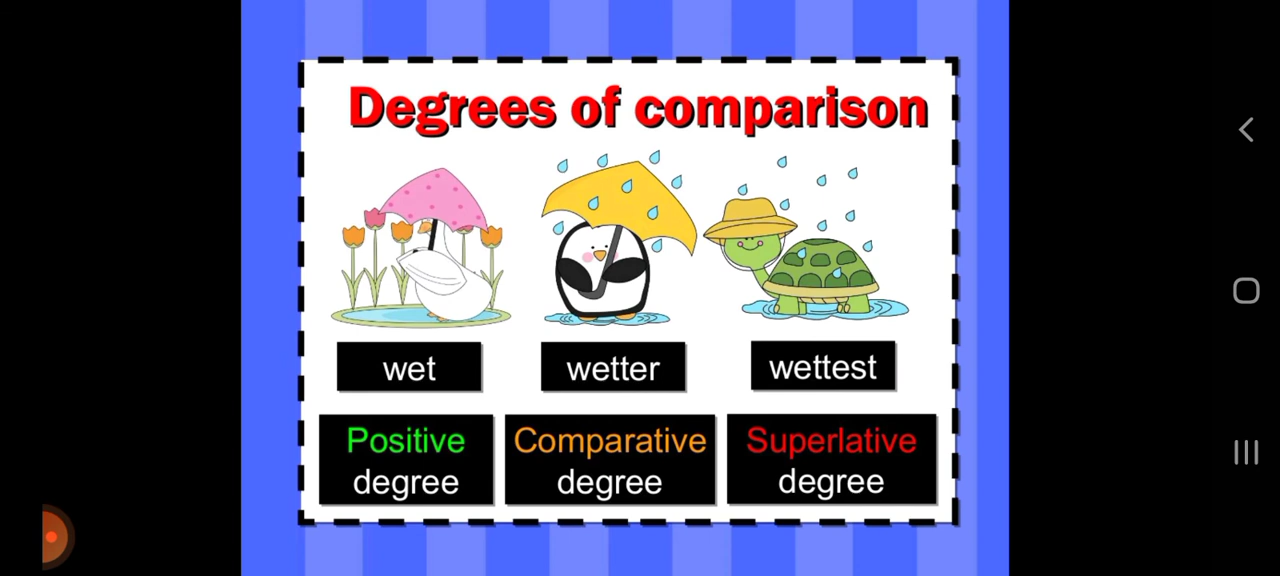 Degrees of comparison
wet
wetter
wettest
Positive
degree
Comparative
degree
Superlative
degree